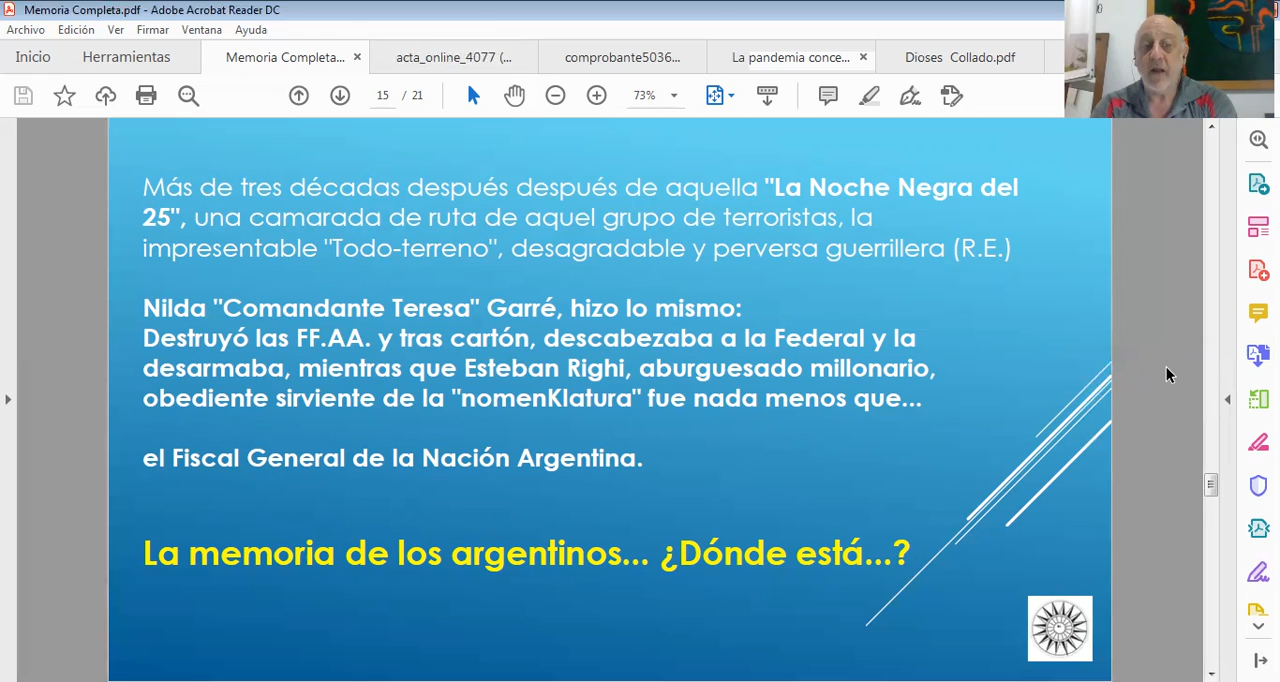 Memoria Completa.pdf - Adobe Acrobat Reader DC
Archivo Edición Ver Firmar Ventana Ayuda
Inicio Herramientas Memoria Completa... × acta_online_4077 (... comprobante5036... La pandemia conce... × Dioses Collado.pdf
15 / 21 73%
Más de tres décadas después después de aquella "La Noche Negra del
25", una camarada de ruta de aquel grupo de terroristas, la
impresentable "Todo-terreno", desagradable y perversa guerrillera (R.E.)
Nilda "Comandante Teresa" Garré, hizo lo mismo:
Destruyó las FF.AA. y tras cartón, descabezaba a la Federal y la
desarmaba, mientras que Esteban Righi, aburguesado millonario,
obediente sirviente de la "nomenKlatura" fue nada menos que...
el Fiscal General de la Nación Argentina.
La memoria de los argentinos... ¿Dónde está...?